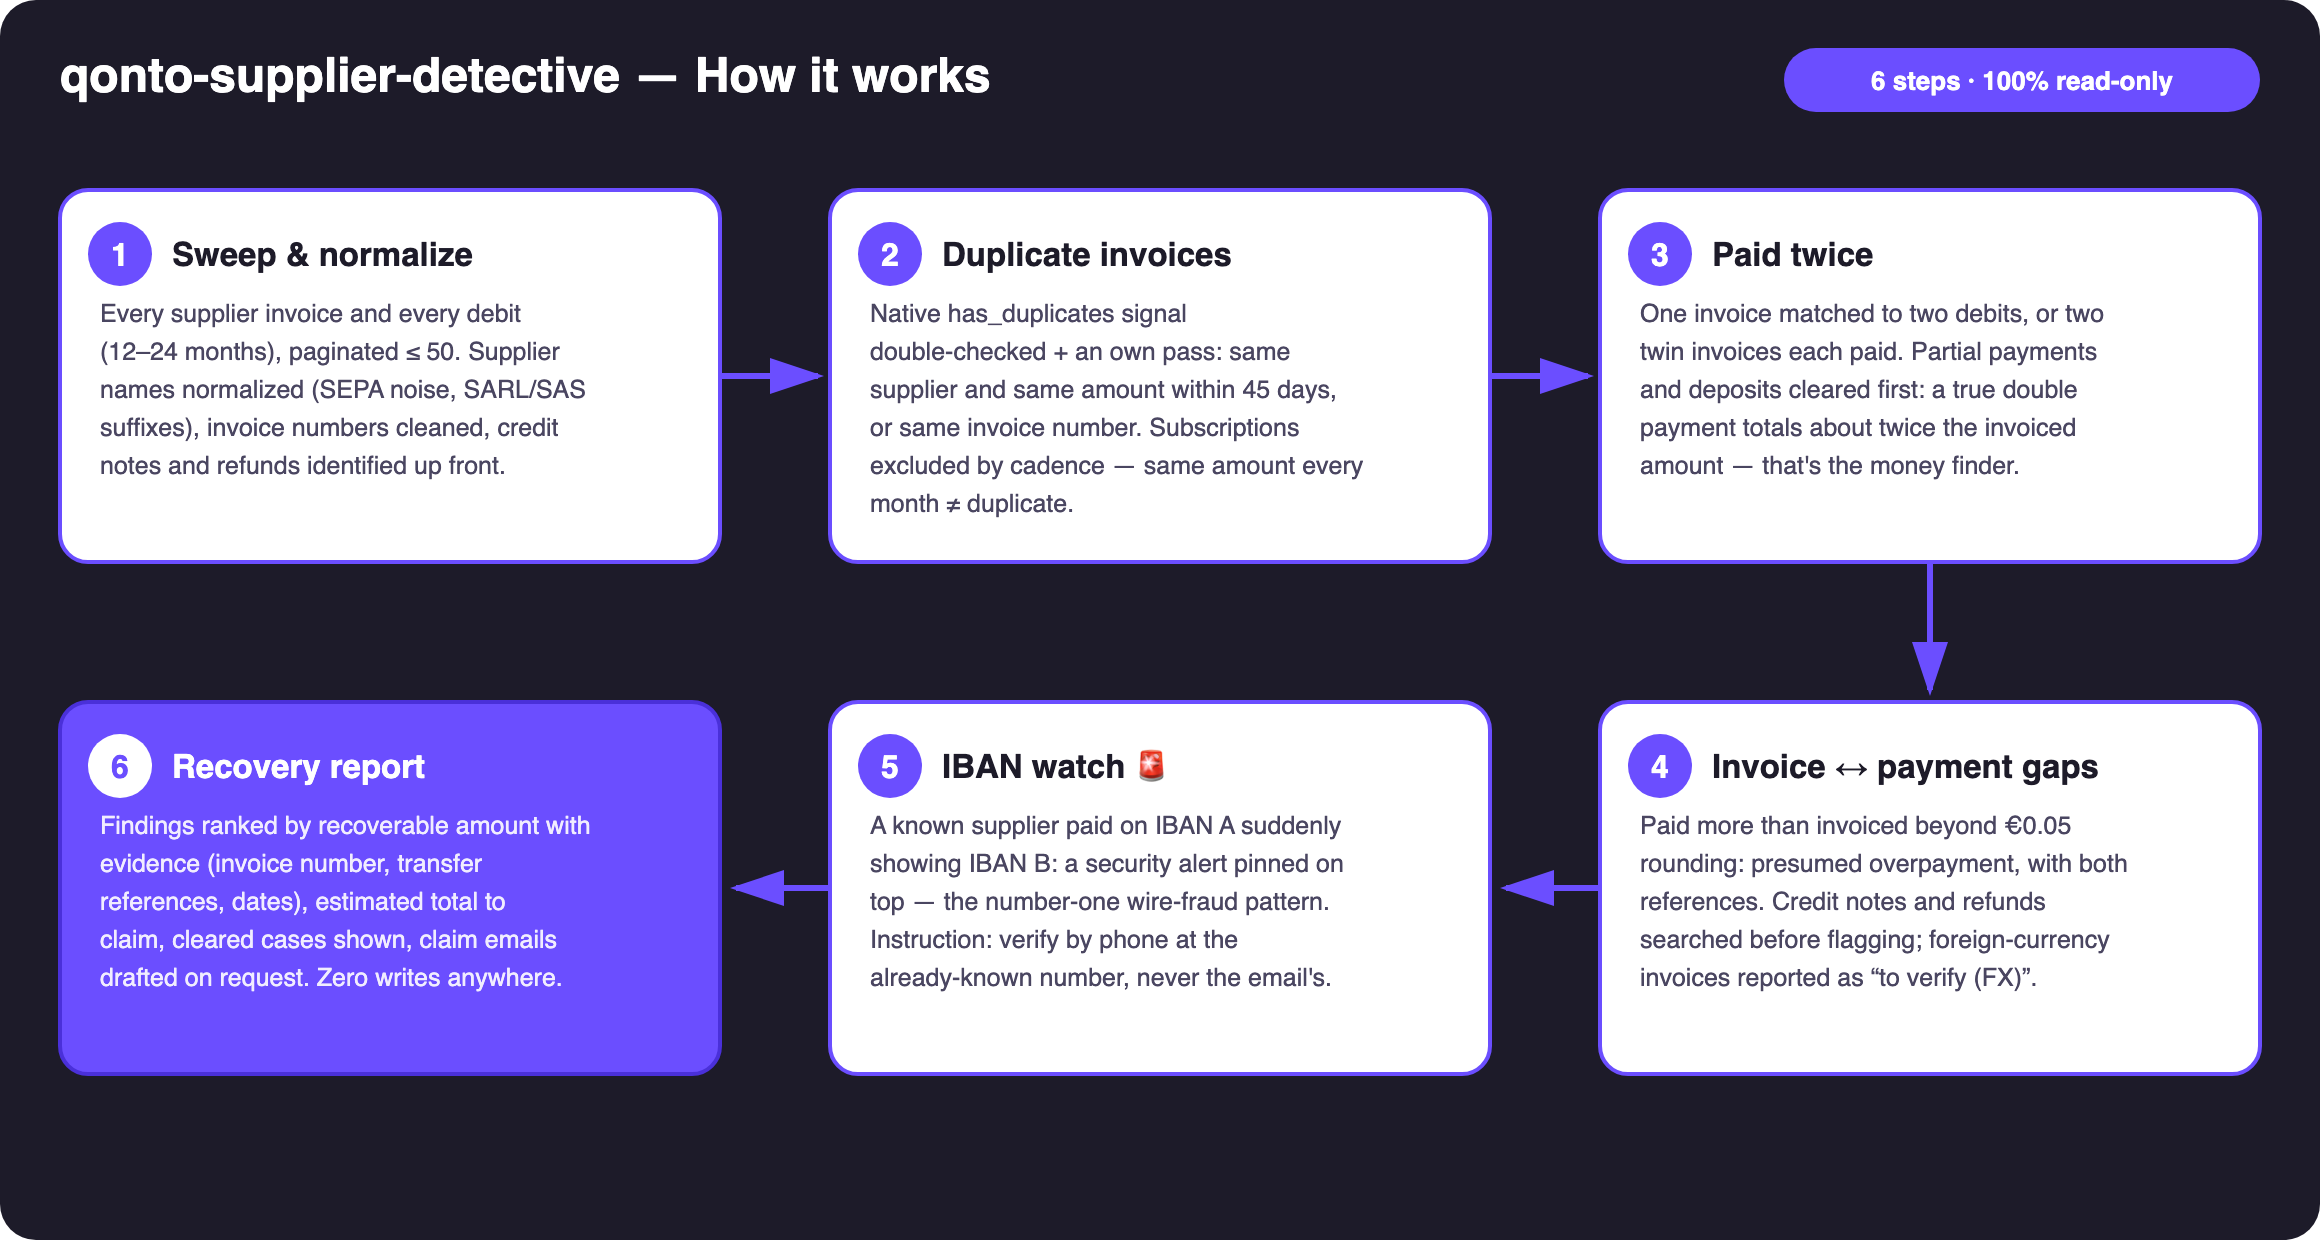 qonto-supplier-detective — How it works
6 steps · 100% read-only
1 Sweep & normalize
Every supplier invoice and every debit
(12–24 months), paginated ≤ 50. Supplier
names normalized (SEPA noise, SARL/SAS
suffixes), invoice numbers cleaned, credit
notes and refunds identified up front.
2 Duplicate invoices
Native has_duplicates signal
double-checked + an own pass: same
supplier and same amount within 45 days,
or same invoice number. Subscriptions
excluded by cadence — same amount every
month ≠ duplicate.
3 Paid twice
One invoice matched to two debits, or two
twin invoices each paid. Partial payments
and deposits cleared first: a true double
payment totals about twice the invoiced
amount — that's the money finder.
4 Invoice ↔ payment gaps
Paid more than invoiced beyond €0.05
rounding: presumed overpayment, with both
references. Credit notes and refunds
searched before flagging; foreign-currency
invoices reported as “to verify (FX)”.
5 IBAN watch 🚨
A known supplier paid on IBAN A suddenly
showing IBAN B: a security alert pinned on
top — the number-one wire-fraud pattern.
Instruction: verify by phone at the
already-known number, never the email's.
6 Recovery report
Findings ranked by recoverable amount with
evidence (invoice number, transfer
references, dates), estimated total to
claim, cleared cases shown, claim emails
drafted on request. Zero writes anywhere.